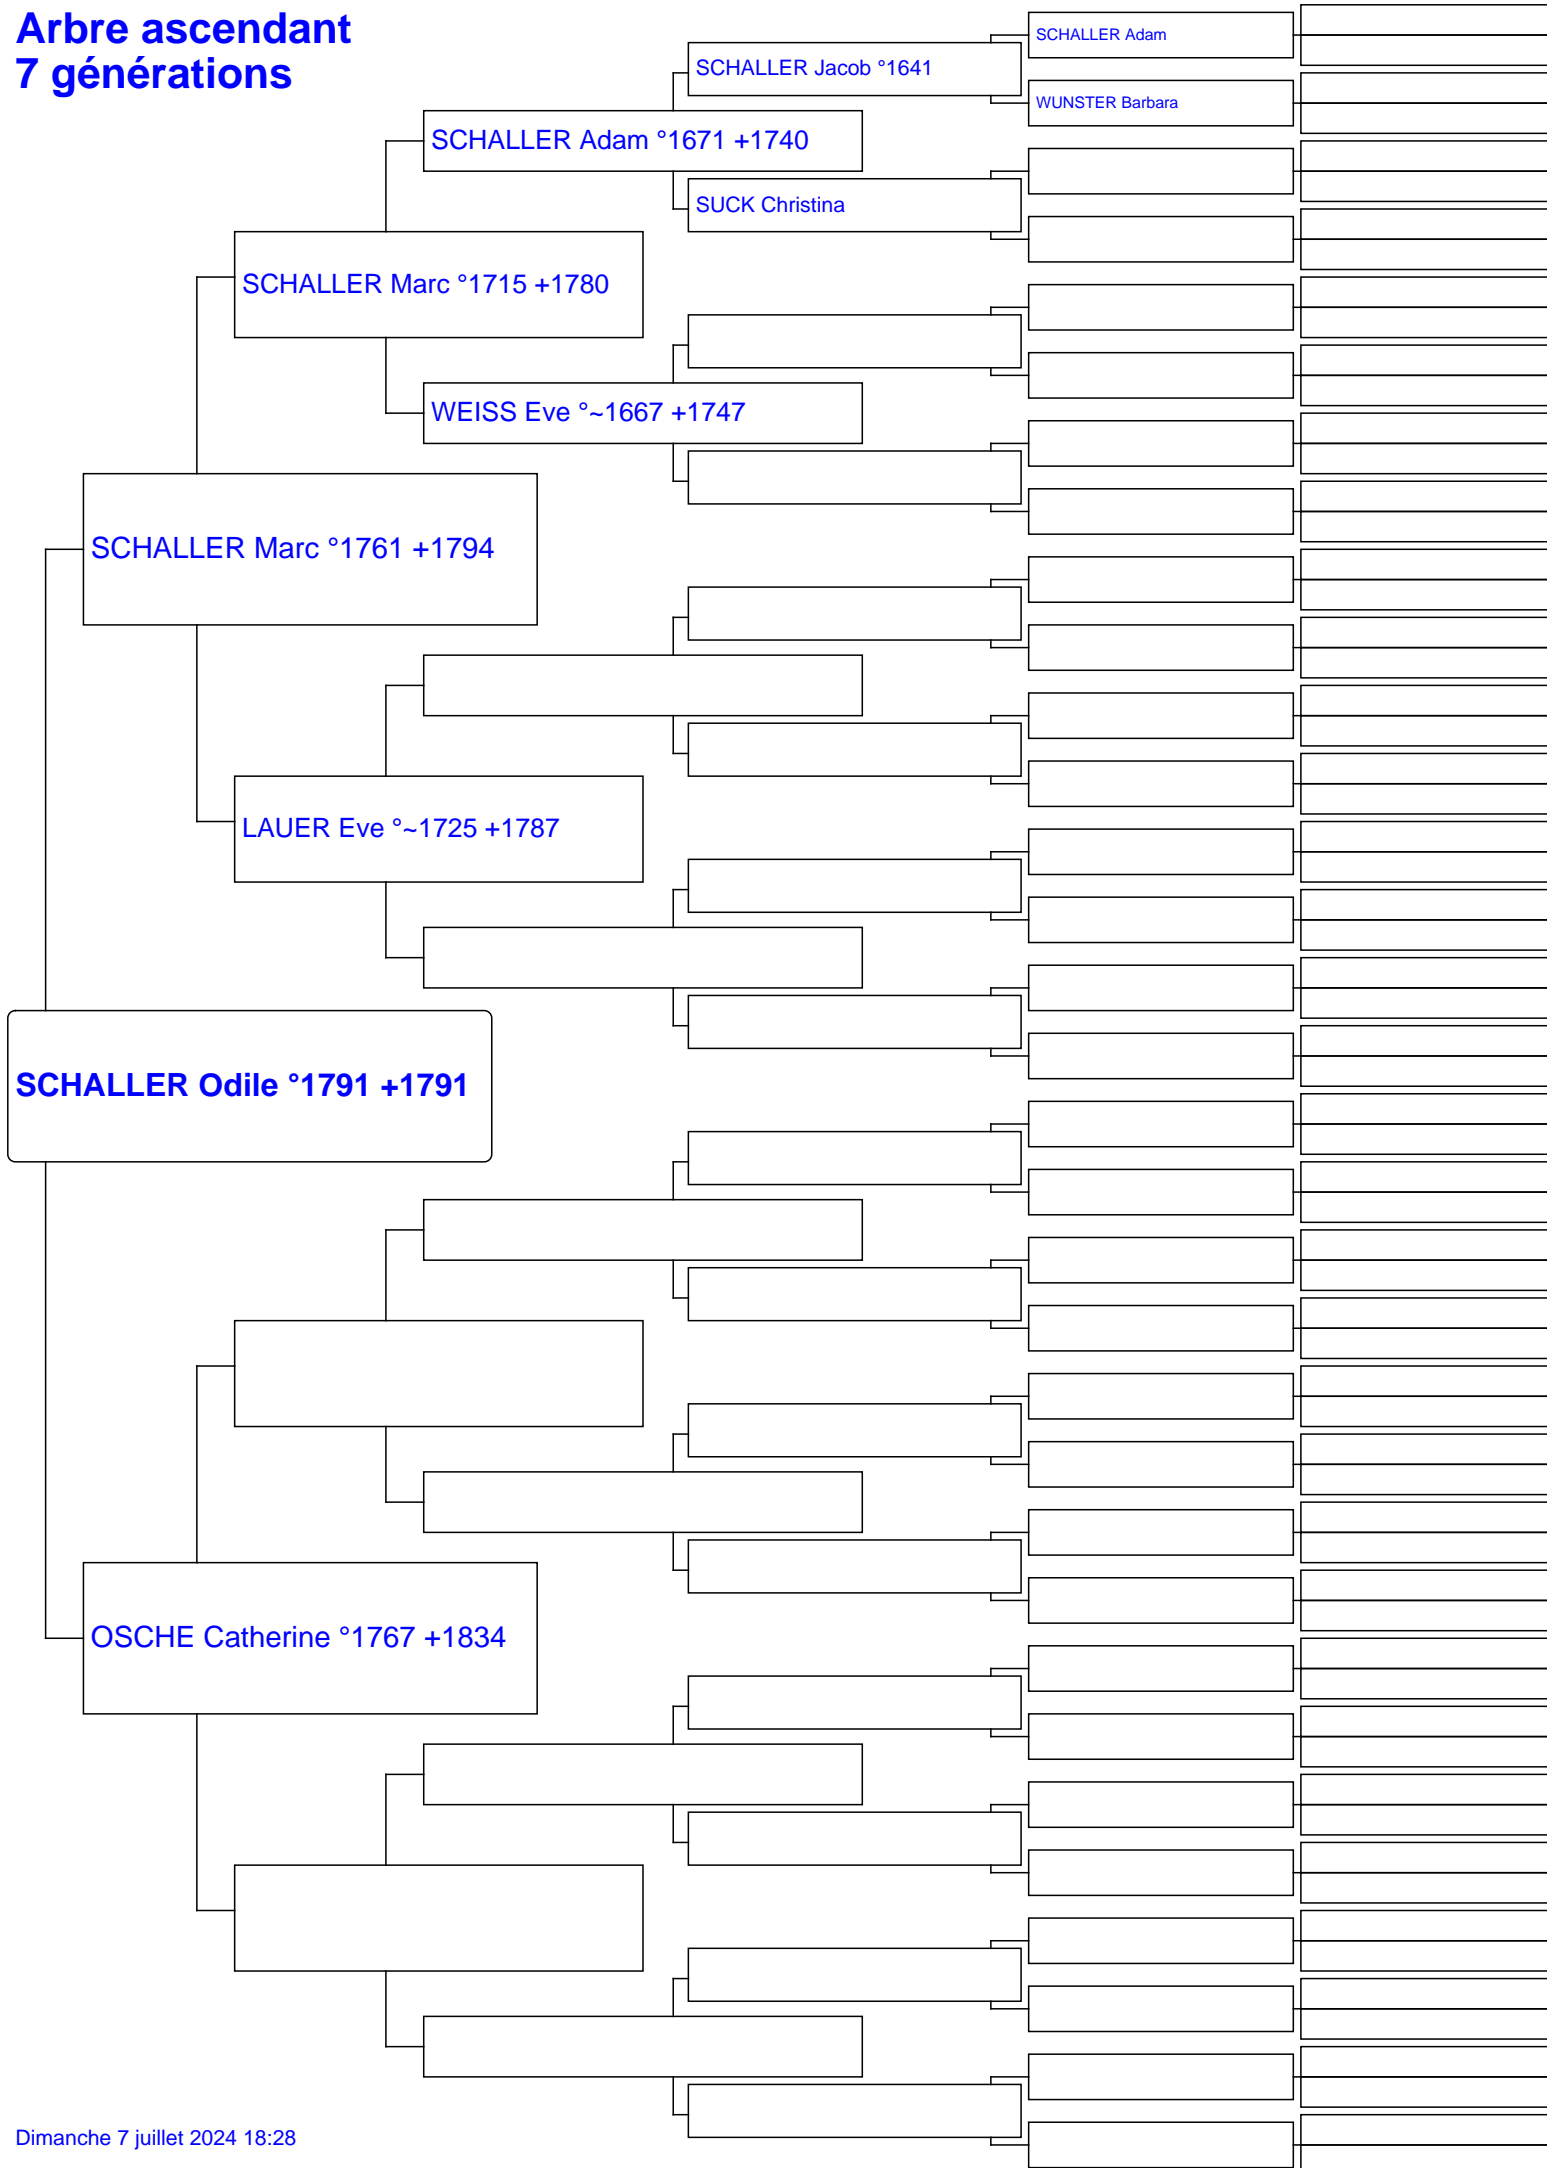 Arbre ascendant
7 générations
SCHALLER Adam
SCHALLER Jacob °1641
WUNSTER Barbara
SCHALLER Adam °1671 +1740
SUCK Christina
SCHALLER Marc °1715 +1780
WEISS Eve °~1667 +1747
SCHALLER Marc °1761 +1794
LAUER Eve °~1725 +1787
SCHALLER Odile °1791 +1791
OSCHE Catherine °1767 +1834
Dimanche 7 juillet 2024 18:28